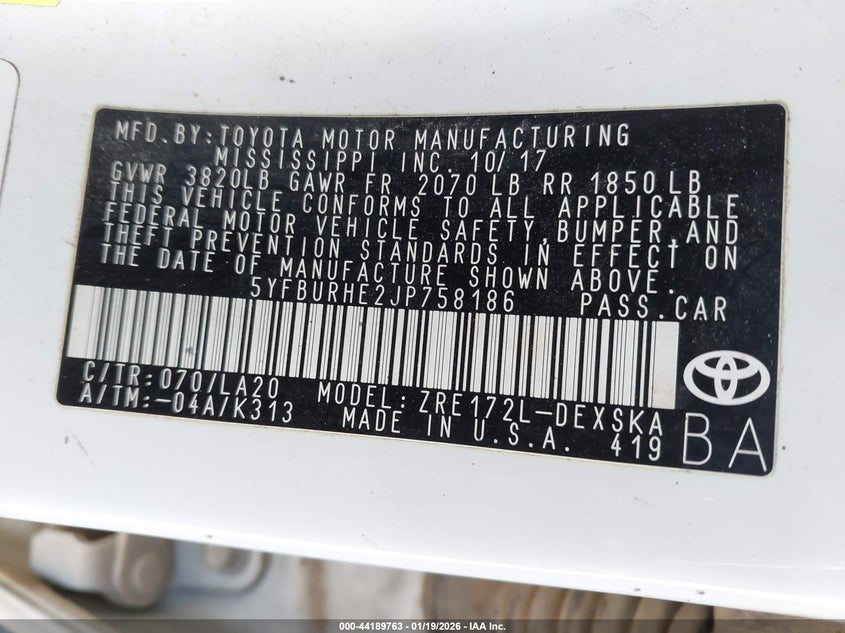 MFD.BY:TOYOTA MOTOR MANUFACTURING
MISSISSIPPI INC. 10/17
GVWR 3820LB GAWR FR 2070 LB RR 1850 LB
THIS VEHICLE CONFORMS TO ALL APPLICABLE
FEDERAL MOTOR VEHICLE SAFETY,BUMPER,AND
THEFT PREVENTION STANDARDS IN EFFECT ON
THE DATE OF MANUFACTURE SHOWN ABOVE.
5YFBURHE2JP758186 PASS.CAR
C/TR:070/LA20 MODEL:ZRE172L-DEXSKA
A/TM:-04A/K313 MADE IN U.S.A. 419
BA
000-44189763 - 01/19/2026 - IAA Inc.